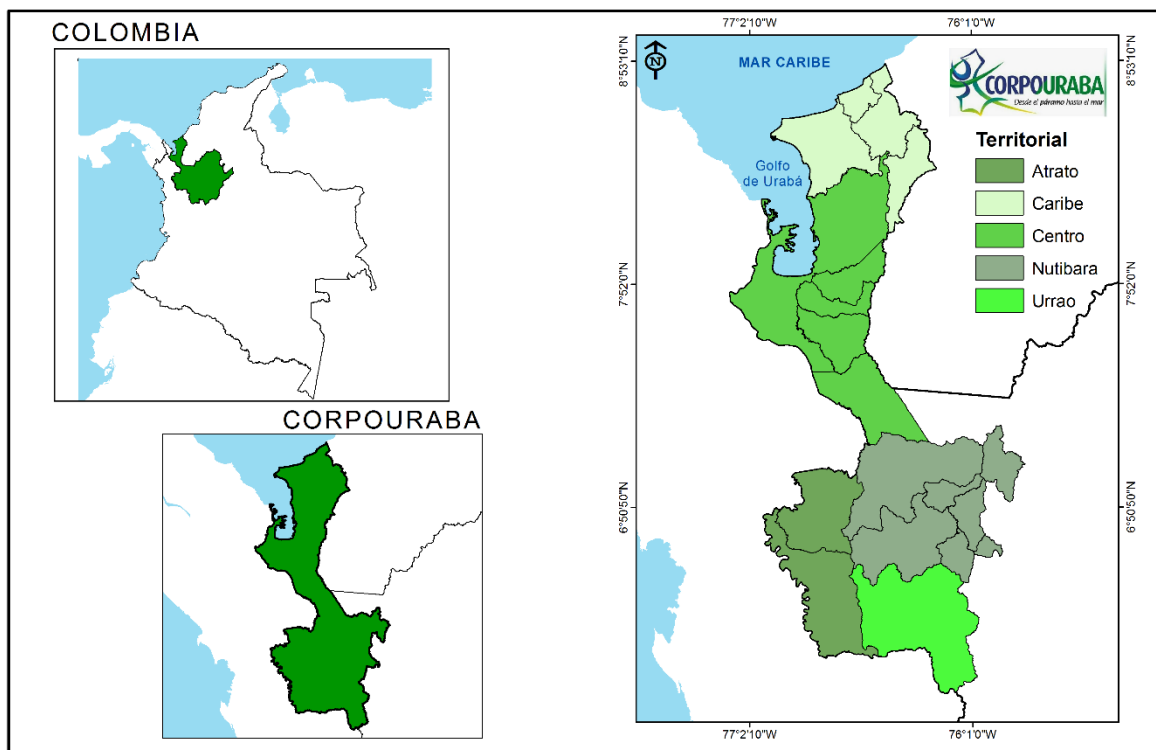 COLOMBIA
CORPOURABA
77°2'10"W
76°1'0"W
8°53'10"N
7°52'0"N
6°50'50"N
MAR CARIBE
N
Golfo
de Urabá
CORPOURABA
Desde el páramo hasta el mar
Territorial
Atrato
Caribe
Centro
Nutibara
Urrao
8°53'10"N
7°52'0"N
6°50'50"N
77°2'10"W
76°1'0"W